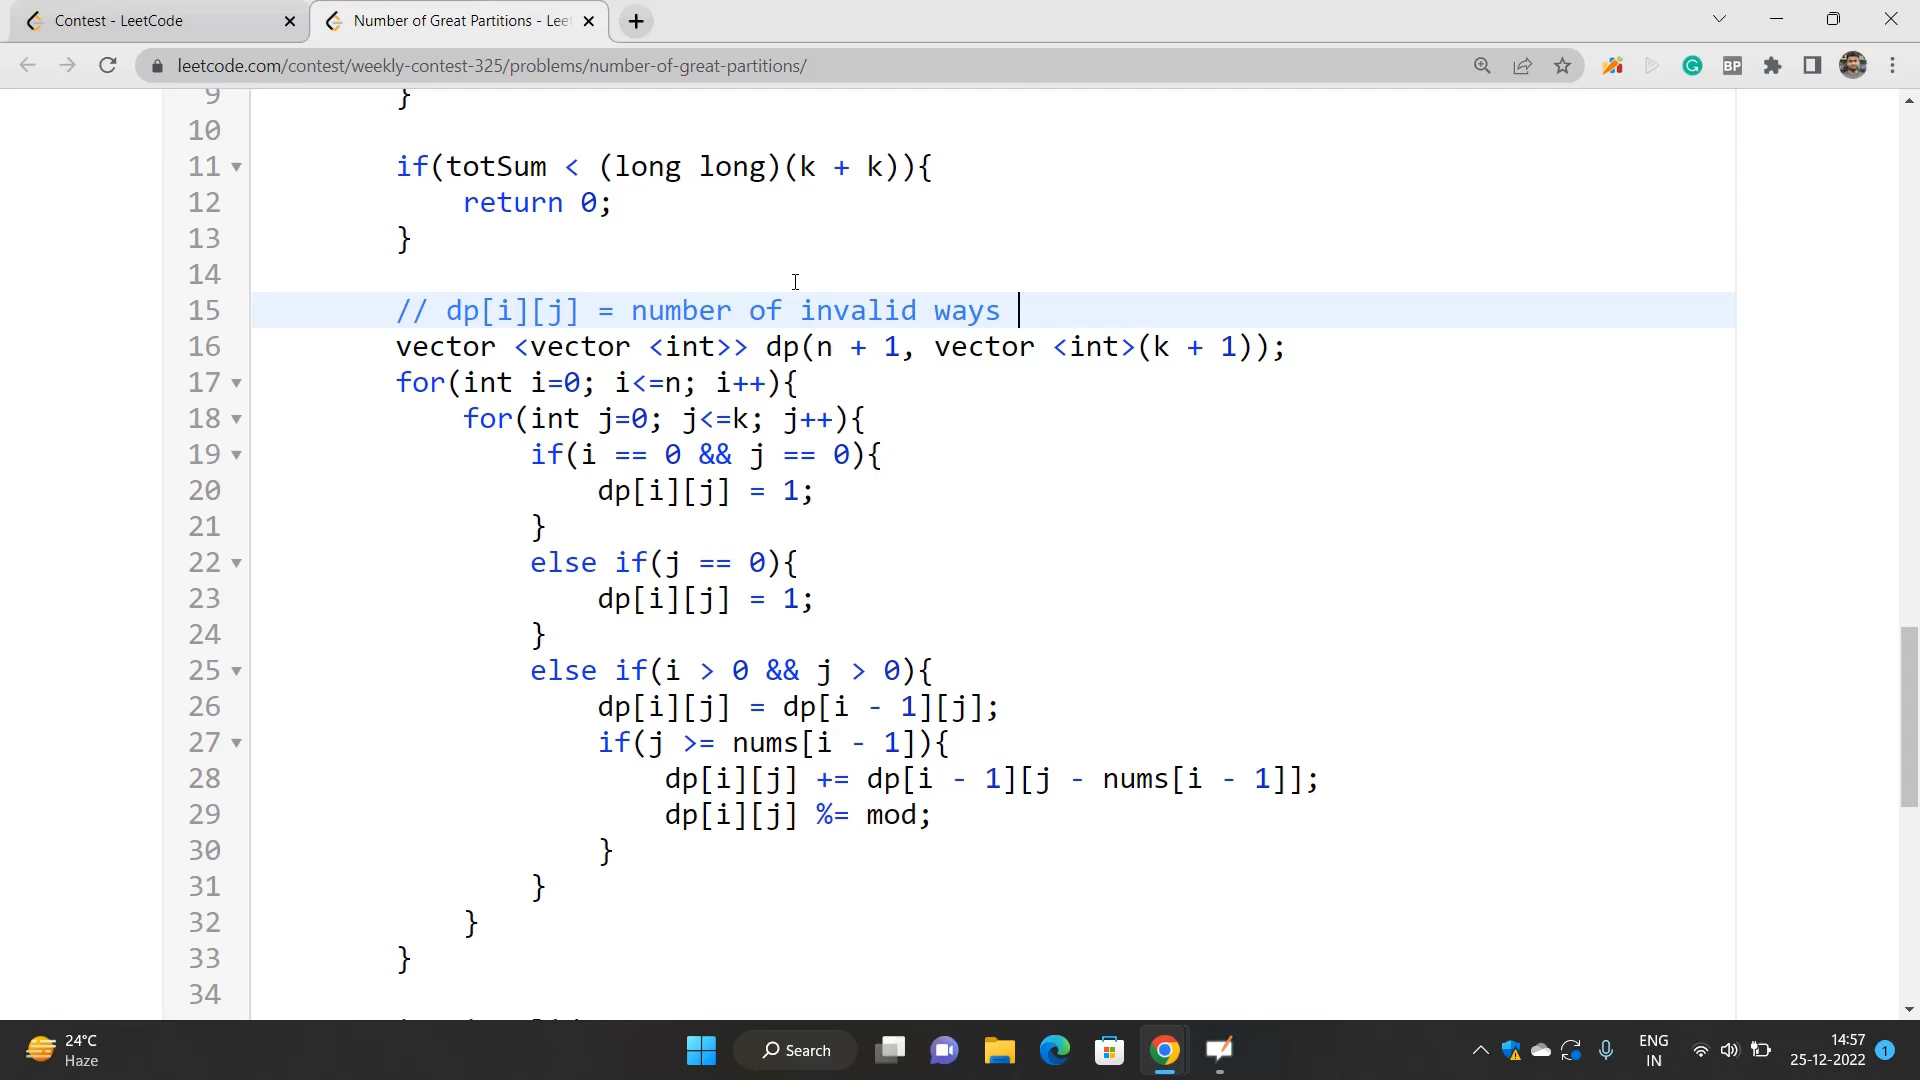 Contest - LeetCode
Number of Great Partitions - Lee
leetcode.com/contest/weekly-contest-325/problems/number-of-great-partitions/
BP
9 }
10
11 if(totSum < (long long)(k + k)){
12 return 0;
13 }
14
15 // dp[i][j] = number of invalid ways
16 vector <vector <int>> dp(n + 1, vector <int>(k + 1));
17 for(int i=0; i<=n; i++){
18 for(int j=0; j<=k; j++){
19 if(i == 0 && j == 0){
20 dp[i][j] = 1;
21 }
22 else if(j == 0){
23 dp[i][j] = 1;
24 }
25 else if(i > 0 && j > 0){
26 dp[i][j] = dp[i - 1][j];
27 if(j >= nums[i - 1]){
28 dp[i][j] += dp[i - 1][j - nums[i - 1]];
29 dp[i][j] %= mod;
30 }
31 }
32 }
33 }
34
24°C
Haze
Search
ENG
IN
14:57
25-12-2022
1